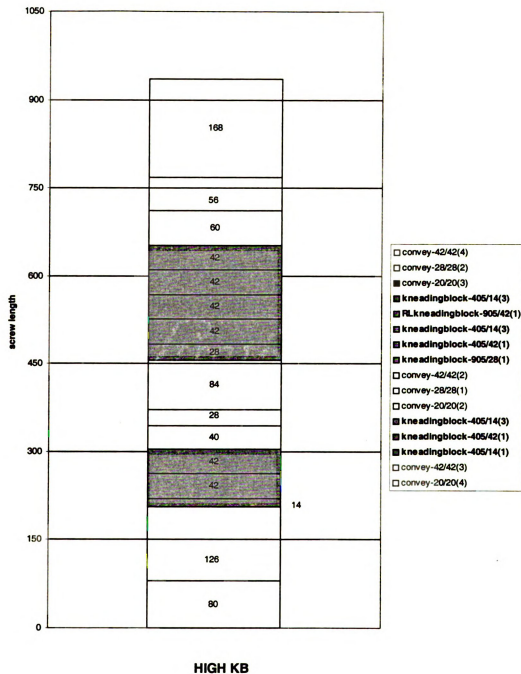 1050
900
750
600
450
300
150
0
screw length
168
56
60
42
42
42
42
28
84
28
40
42
42
14
126
80
convey-42/42(4)
convey-28/28(2)
convey-20/20(3)
kneadingblock-405/14(3)
RLkneadingblock-905/42(1)
kneadingblock-405/14(3)
kneadingblock-405/42(1)
kneadingblock-905/28(1)
convey-42/42(2)
convey-28/28(1)
convey-20/20(2)
kneadingblock-405/14(3)
kneadingblock-405/42(1)
kneadingblock-405/14(1)
convey-42/42(3)
convey-20/20(4)
HIGH KB